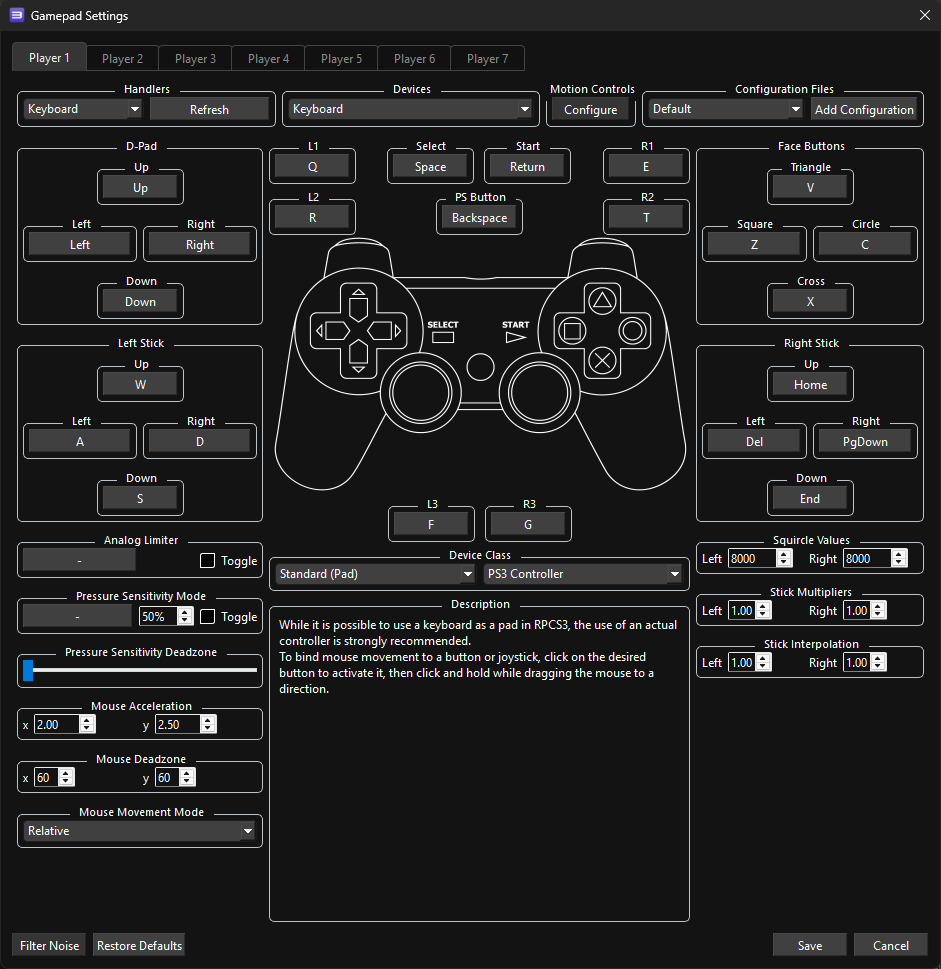 Gamepad Settings
Player 1 Player 2 Player 3 Player 4 Player 5 Player 6 Player 7
Handlers Devices Motion Controls Configuration Files
Keyboard Refresh Keyboard Configure Default Add Configuration
D-Pad
Up
Up
Left Right
Left Right
Down
Down
L1
Q
Select Start
Space Return
R1
E
L2
R
PS Button
Backspace
R2
T
Face Buttons
Triangle
V
Square Circle
Z C
Cross
X
SELECT START
Left Stick
Up
W
Left Right
A D
Down
S
Right Stick
Up
Home
Left Right
Del PgDown
Down
End
L3 R3
F G
Analog Limiter
- Toggle
Pressure Sensitivity Mode
- 50% Toggle
Pressure Sensitivity Deadzone
Mouse Acceleration
x 2.00 y 2.50
Mouse Deadzone
x 60 y 60
Mouse Movement Mode
Relative
Device Class
Standard (Pad) PS3 Controller
Description
While it is possible to use a keyboard as a pad in RPCS3, the use of an actual
controller is strongly recommended.
To bind mouse movement to a button or joystick, click on the desired
button to activate it, then click and hold while dragging the mouse to a
direction.
Squircle Values
Left 8000 Right 8000
Stick Multipliers
Left 1.00 Right 1.00
Stick Interpolation
Left 1.00 Right 1.00
Filter Noise Restore Defaults Save Cancel